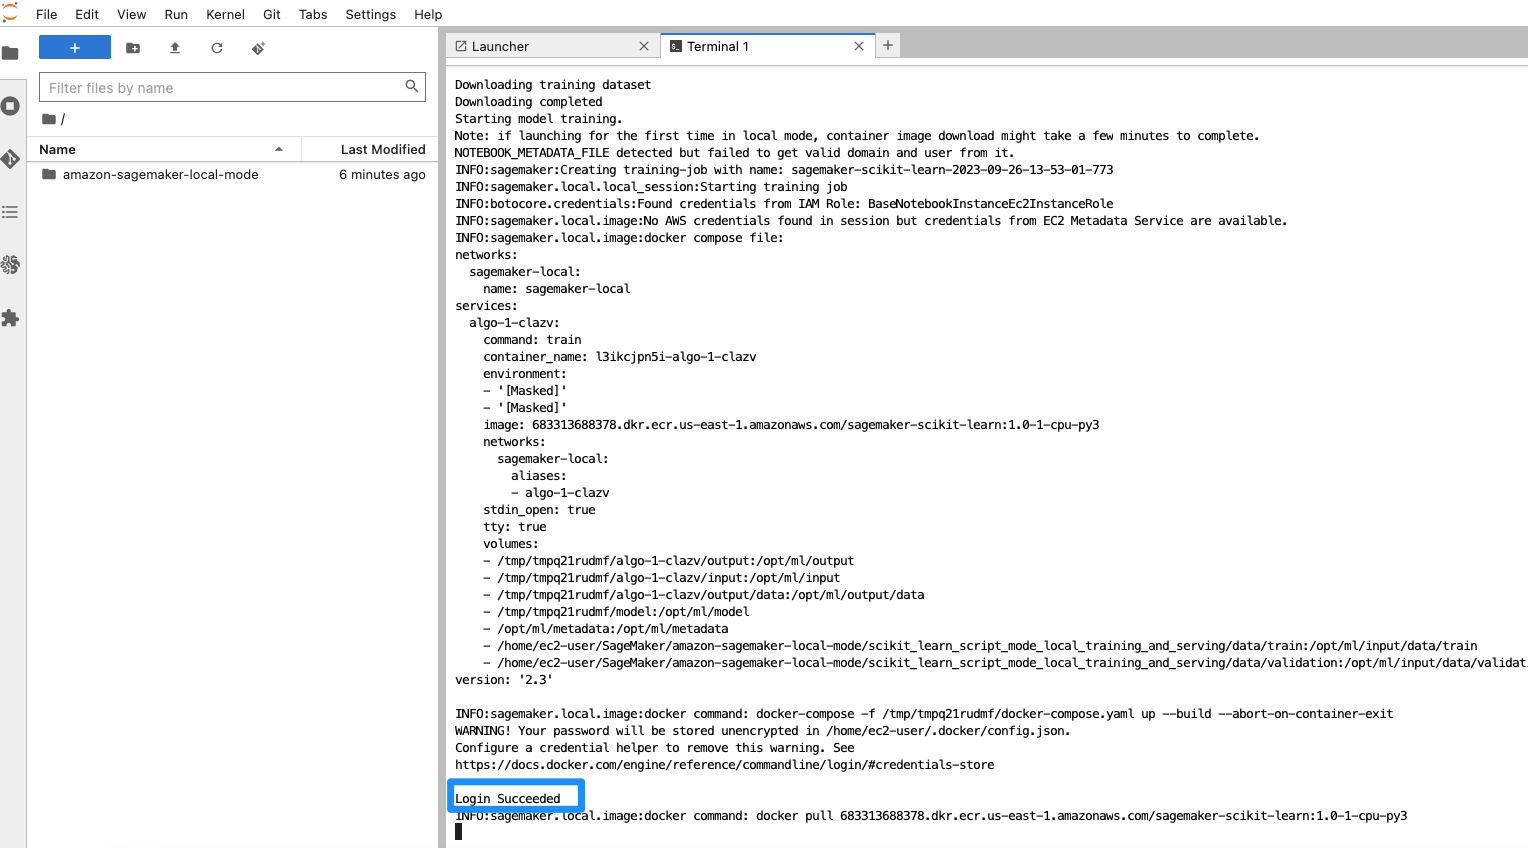 File Edit View Run Kernel Git Tabs Settings Help
+
Filter files by name
/
Name Last Modified
amazon-sagemaker-local-mode 6 minutes ago
Launcher Terminal 1
Downloading training dataset
Downloading completed
Starting model training.
Note: if launching for the first time in local mode, container image download might take a few minutes to complete.
NOTEBOOK_METADATA_FILE detected but failed to get valid domain and user from it.
INFO:sagemaker:Creating training-job with name: sagemaker-scikit-learn-2023-09-26-13-53-01-773
INFO:sagemaker.local.local_session:Starting training job
INFO:botocore.credentials:Found credentials from IAM Role: BaseNotebookInstanceEc2InstanceRole
INFO:sagemaker.local.image:No AWS credentials found in session but credentials from EC2 Metadata Service are available.
INFO:sagemaker.local.image:docker compose file:
networks:
  sagemaker-local:
    name: sagemaker-local
services:
  algo-1-clazv:
    command: train
    container_name: l3ikcjpn5i-algo-1-clazv
    environment:
    - '[Masked]'
    - '[Masked]'
    image: 683313688378.dkr.ecr.us-east-1.amazonaws.com/sagemaker-scikit-learn:1.0-1-cpu-py3
    networks:
      sagemaker-local:
        aliases:
        - algo-1-clazv
    stdin_open: true
    tty: true
    volumes:
    - /tmp/tmpq21rudmf/algo-1-clazv/output:/opt/ml/output
    - /tmp/tmpq21rudmf/algo-1-clazv/input:/opt/ml/input
    - /tmp/tmpq21rudmf/algo-1-clazv/output/data:/opt/ml/output/data
    - /tmp/tmpq21rudmf/model:/opt/ml/model
    - /opt/ml/metadata:/opt/ml/metadata
    - /home/ec2-user/SageMaker/amazon-sagemaker-local-mode/scikit_learn_script_mode_local_training_and_serving/data/train:/opt/ml/input/data/train
    - /home/ec2-user/SageMaker/amazon-sagemaker-local-mode/scikit_learn_script_mode_local_training_and_serving/data/validation:/opt/ml/input/data/validat
version: '2.3'
INFO:sagemaker.local.image:docker command: docker-compose -f /tmp/tmpq21rudmf/docker-compose.yaml up --build --abort-on-container-exit
WARNING! Your password will be stored unencrypted in /home/ec2-user/.docker/config.json.
Configure a credential helper to remove this warning. See
https://docs.docker.com/engine/reference/commandline/login/#credentials-store
Login Succeeded
INFO:sagemaker.local.image:docker command: docker pull 683313688378.dkr.ecr.us-east-1.amazonaws.com/sagemaker-scikit-learn:1.0-1-cpu-py3